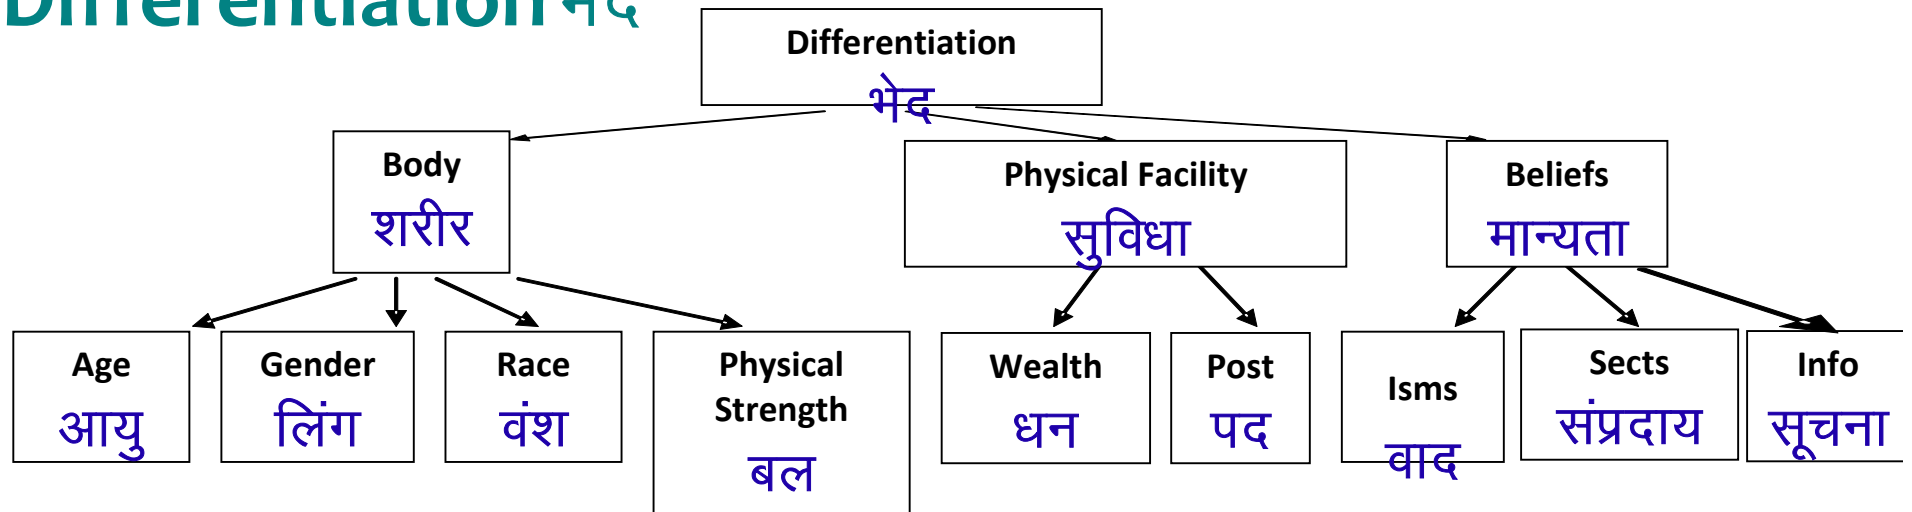 Differentiation भेद
Differentiation
भेद
Body
शरीर
Physical Facility
सुविधा
Beliefs
मान्यता
Age
आयु
Gender
लिंग
Race
वंश
Physical
Strength
बल
Wealth
धन
Post
पद
Isms
वाद
Sects
संप्रदाय
Info
सूचना